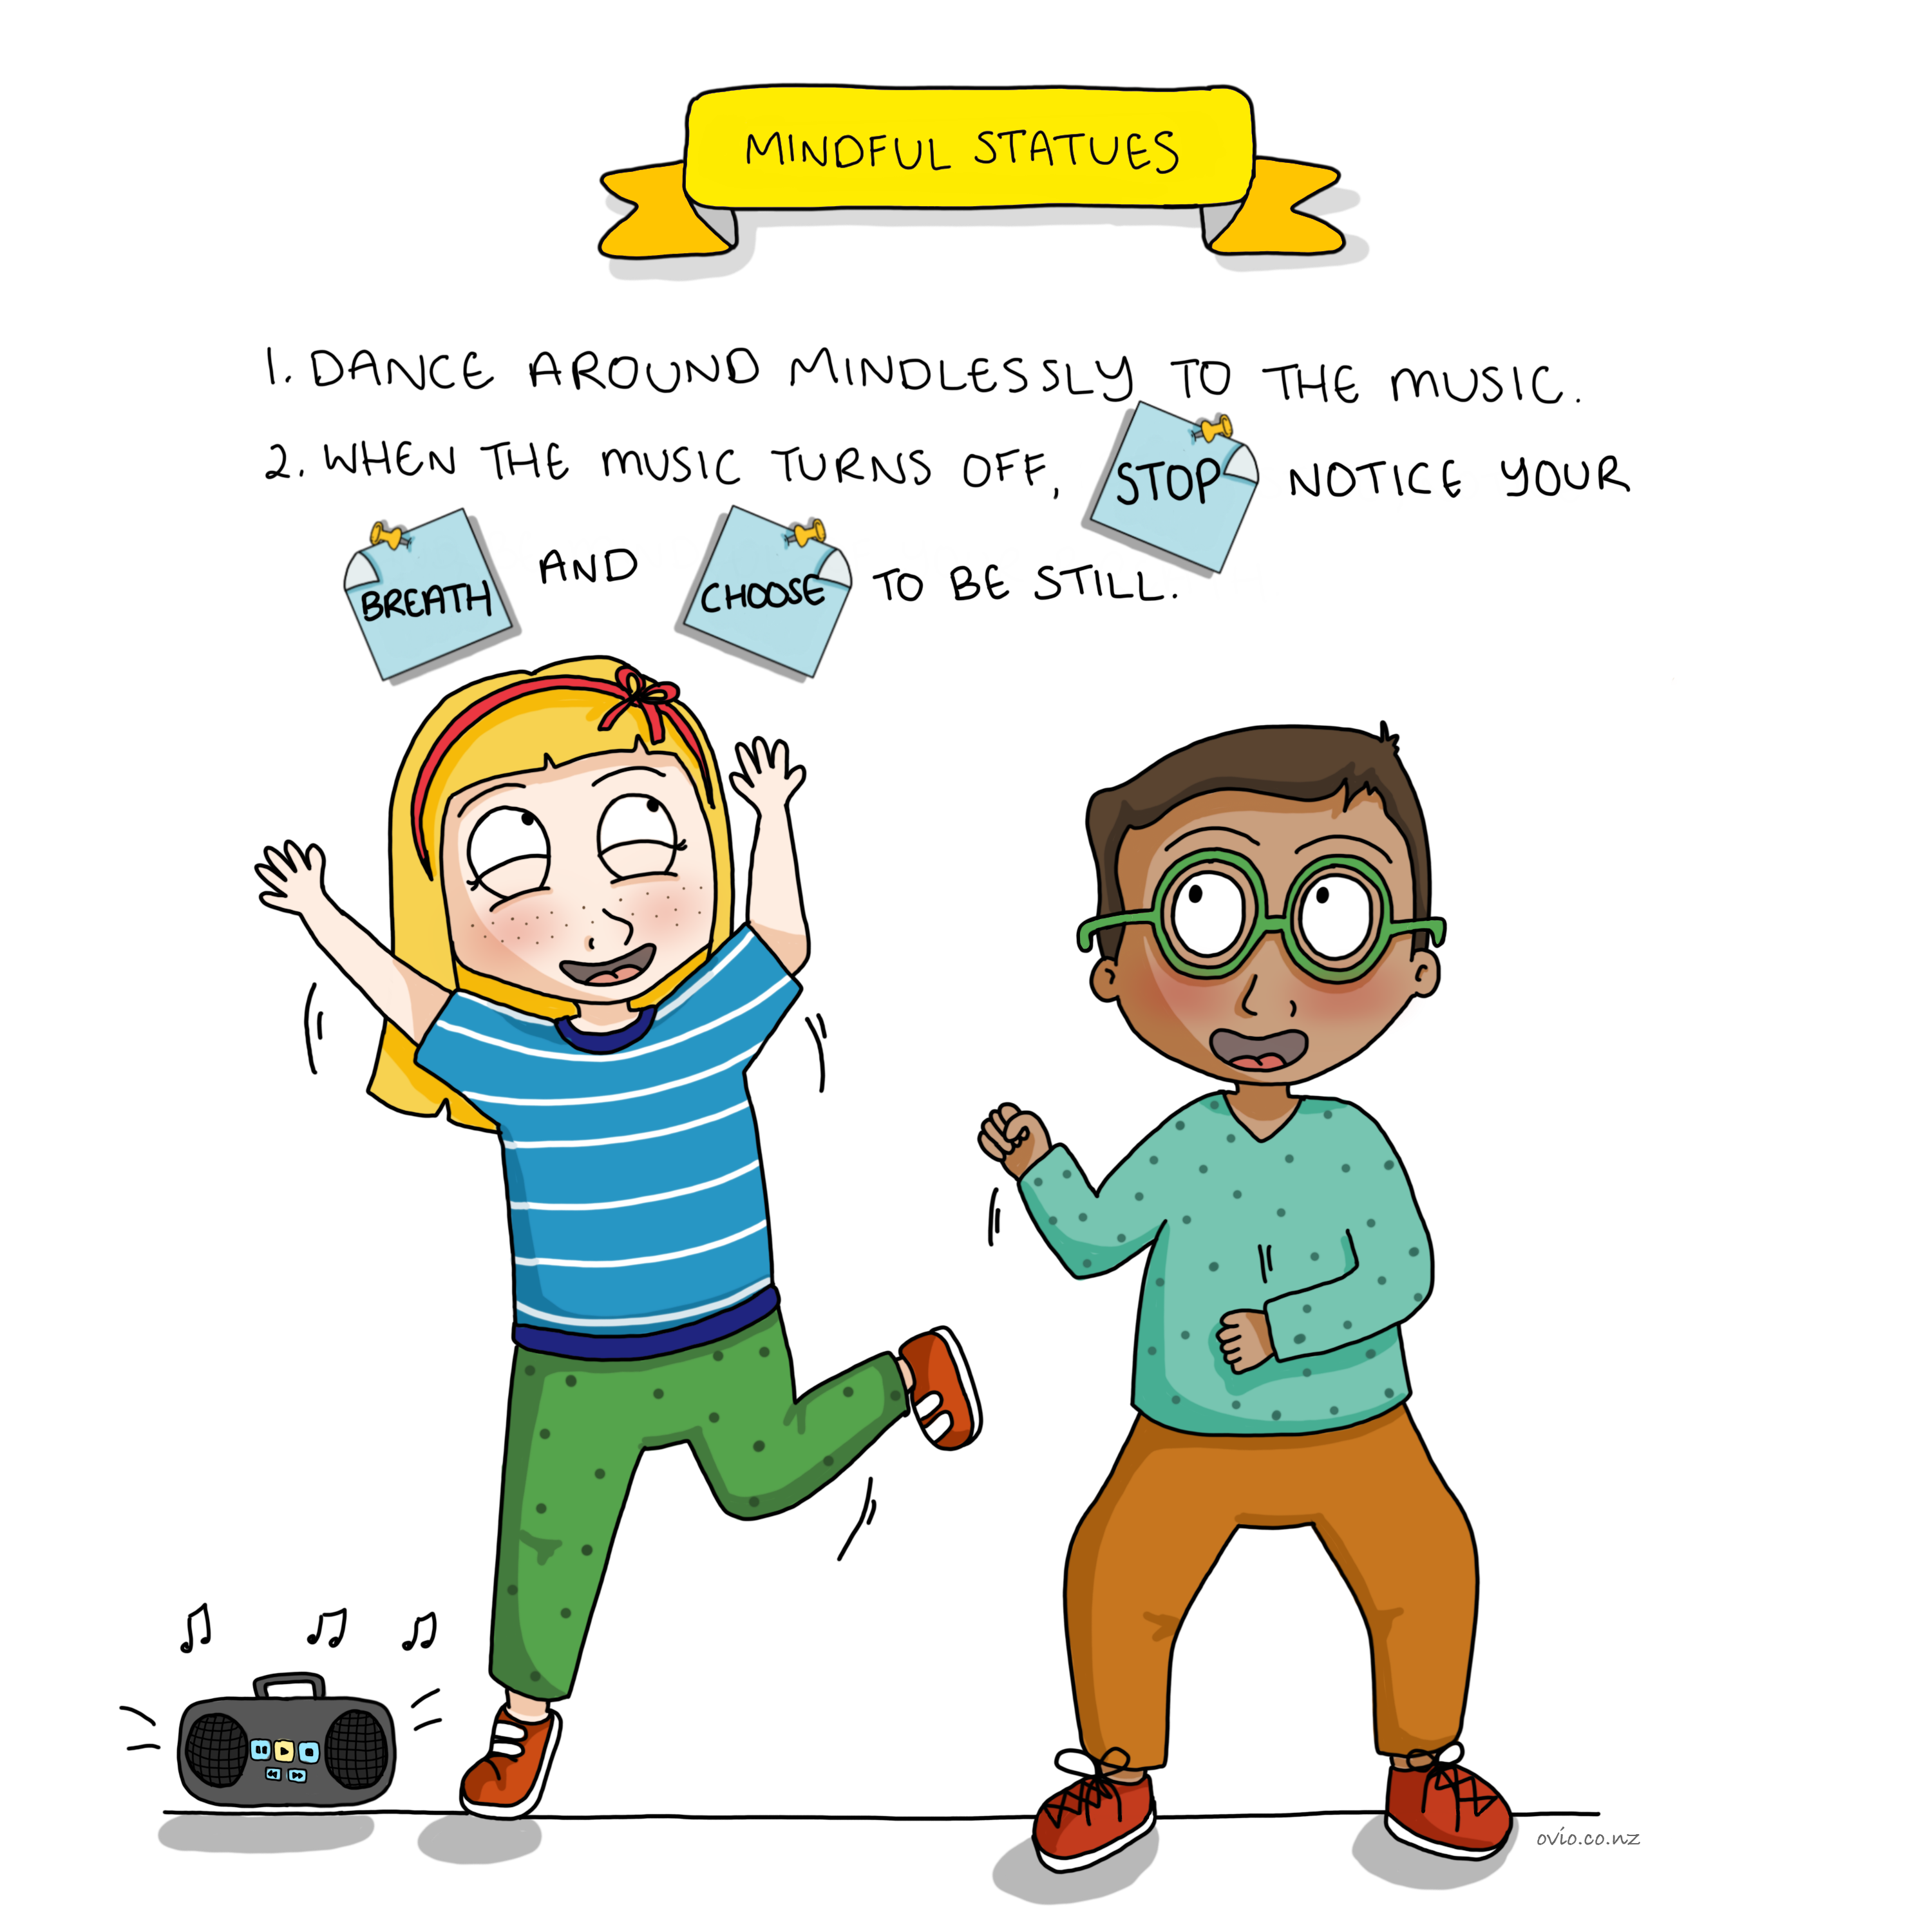 MINDFUL STATUES
1. DANCE AROUND MINDLESSLY TO THE MUSIC.
2. WHEN THE MUSIC TURNS OFF, STOP NOTICE YOUR
BREATH AND CHOOSE TO BE STILL.
ovio.co.nz